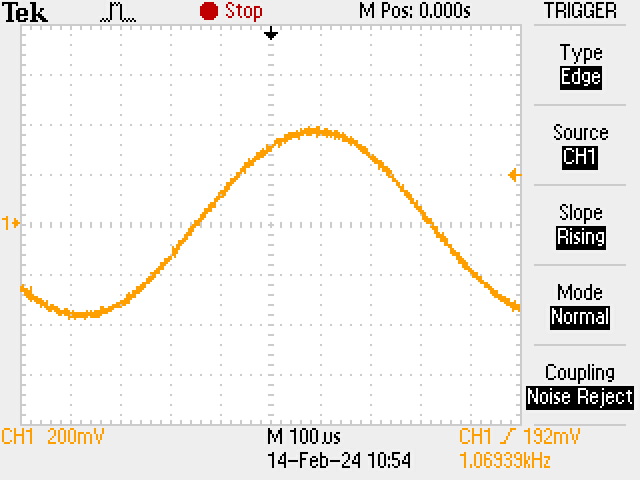 Tek Stop M Pos: 0.000s TRIGGER
Type
Edge
Source
CH1
Slope
Rising
Mode
Normal
Coupling
Noise Reject
1
CH1 200mV M 100µs CH1 192mV
14-Feb-24 10:54 1.06939kHz